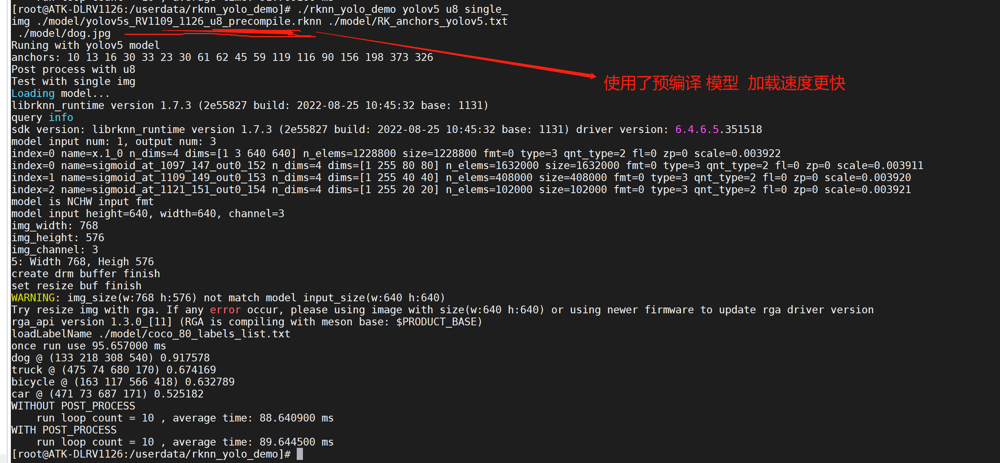 [root@ATK-DLRV1126:/userdata/rknn_yolo_demo]# ./rknn_yolo_demo yolov5 u8 single_
img ./model/yolov5s_RV1109_1126_u8_precompile.rknn ./model/RK_anchors_yolov5.txt
 ./model/dog.jpg
Runing with yolov5 model
anchors: 10 13 16 30 33 23 30 61 62 45 59 119 116 90 156 198 373 326
Post process with u8
Test with single img
使用了预编译 模型  加载速度更快
Loading model...
librknn_runtime version 1.7.3 (2e55827 build: 2022-08-25 10:45:32 base: 1131)
query info
sdk version: librknn_runtime version 1.7.3 (2e55827 build: 2022-08-25 10:45:32 base: 1131) driver version: 6.4.6.5.351518
model input num: 1, output num: 3
index=0 name=x.1_0 n_dims=4 dims=[1 3 640 640] n_elems=1228800 size=1228800 fmt=0 type=3 qnt_type=2 fl=0 zp=0 scale=0.003922
index=0 name=sigmoid_at_1097_147_out0_152 n_dims=4 dims=[1 255 80 80] n_elems=1632000 size=1632000 fmt=0 type=3 qnt_type=2 fl=0 zp=0 scale=0.003911
index=1 name=sigmoid_at_1109_149_out0_153 n_dims=4 dims=[1 255 40 40] n_elems=408000 size=408000 fmt=0 type=3 qnt_type=2 fl=0 zp=0 scale=0.003920
index=2 name=sigmoid_at_1121_151_out0_154 n_dims=4 dims=[1 255 20 20] n_elems=102000 size=102000 fmt=0 type=3 qnt_type=2 fl=0 zp=0 scale=0.003921
model is NCHW input fmt
model input height=640, width=640, channel=3
img_width: 768
img_height: 576
img_channel: 3
5: Width 768, Heigh 576
create drm buffer finish
set resize buf finish
WARNING: img_size(w:768 h:576) not match model input_size(w:640 h:640)
Try resize img with rga. If any error occur, please using image with size(w:640 h:640) or using newer firmware to update rga driver version
rga_api version 1.3.0_[11] (RGA is compiling with meson base: $PRODUCT_BASE)
loadLabelName ./model/coco_80_labels_list.txt
once run use 95.657000 ms
dog @ (133 218 308 540) 0.917578
truck @ (475 74 680 170) 0.674169
bicycle @ (163 117 566 418) 0.632789
car @ (471 73 687 171) 0.525182
WITHOUT POST_PROCESS
    run loop count = 10 , average time: 88.640900 ms
WITH POST_PROCESS
    run loop count = 10 , average time: 89.644500 ms
[root@ATK-DLRV1126:/userdata/rknn_yolo_demo]#